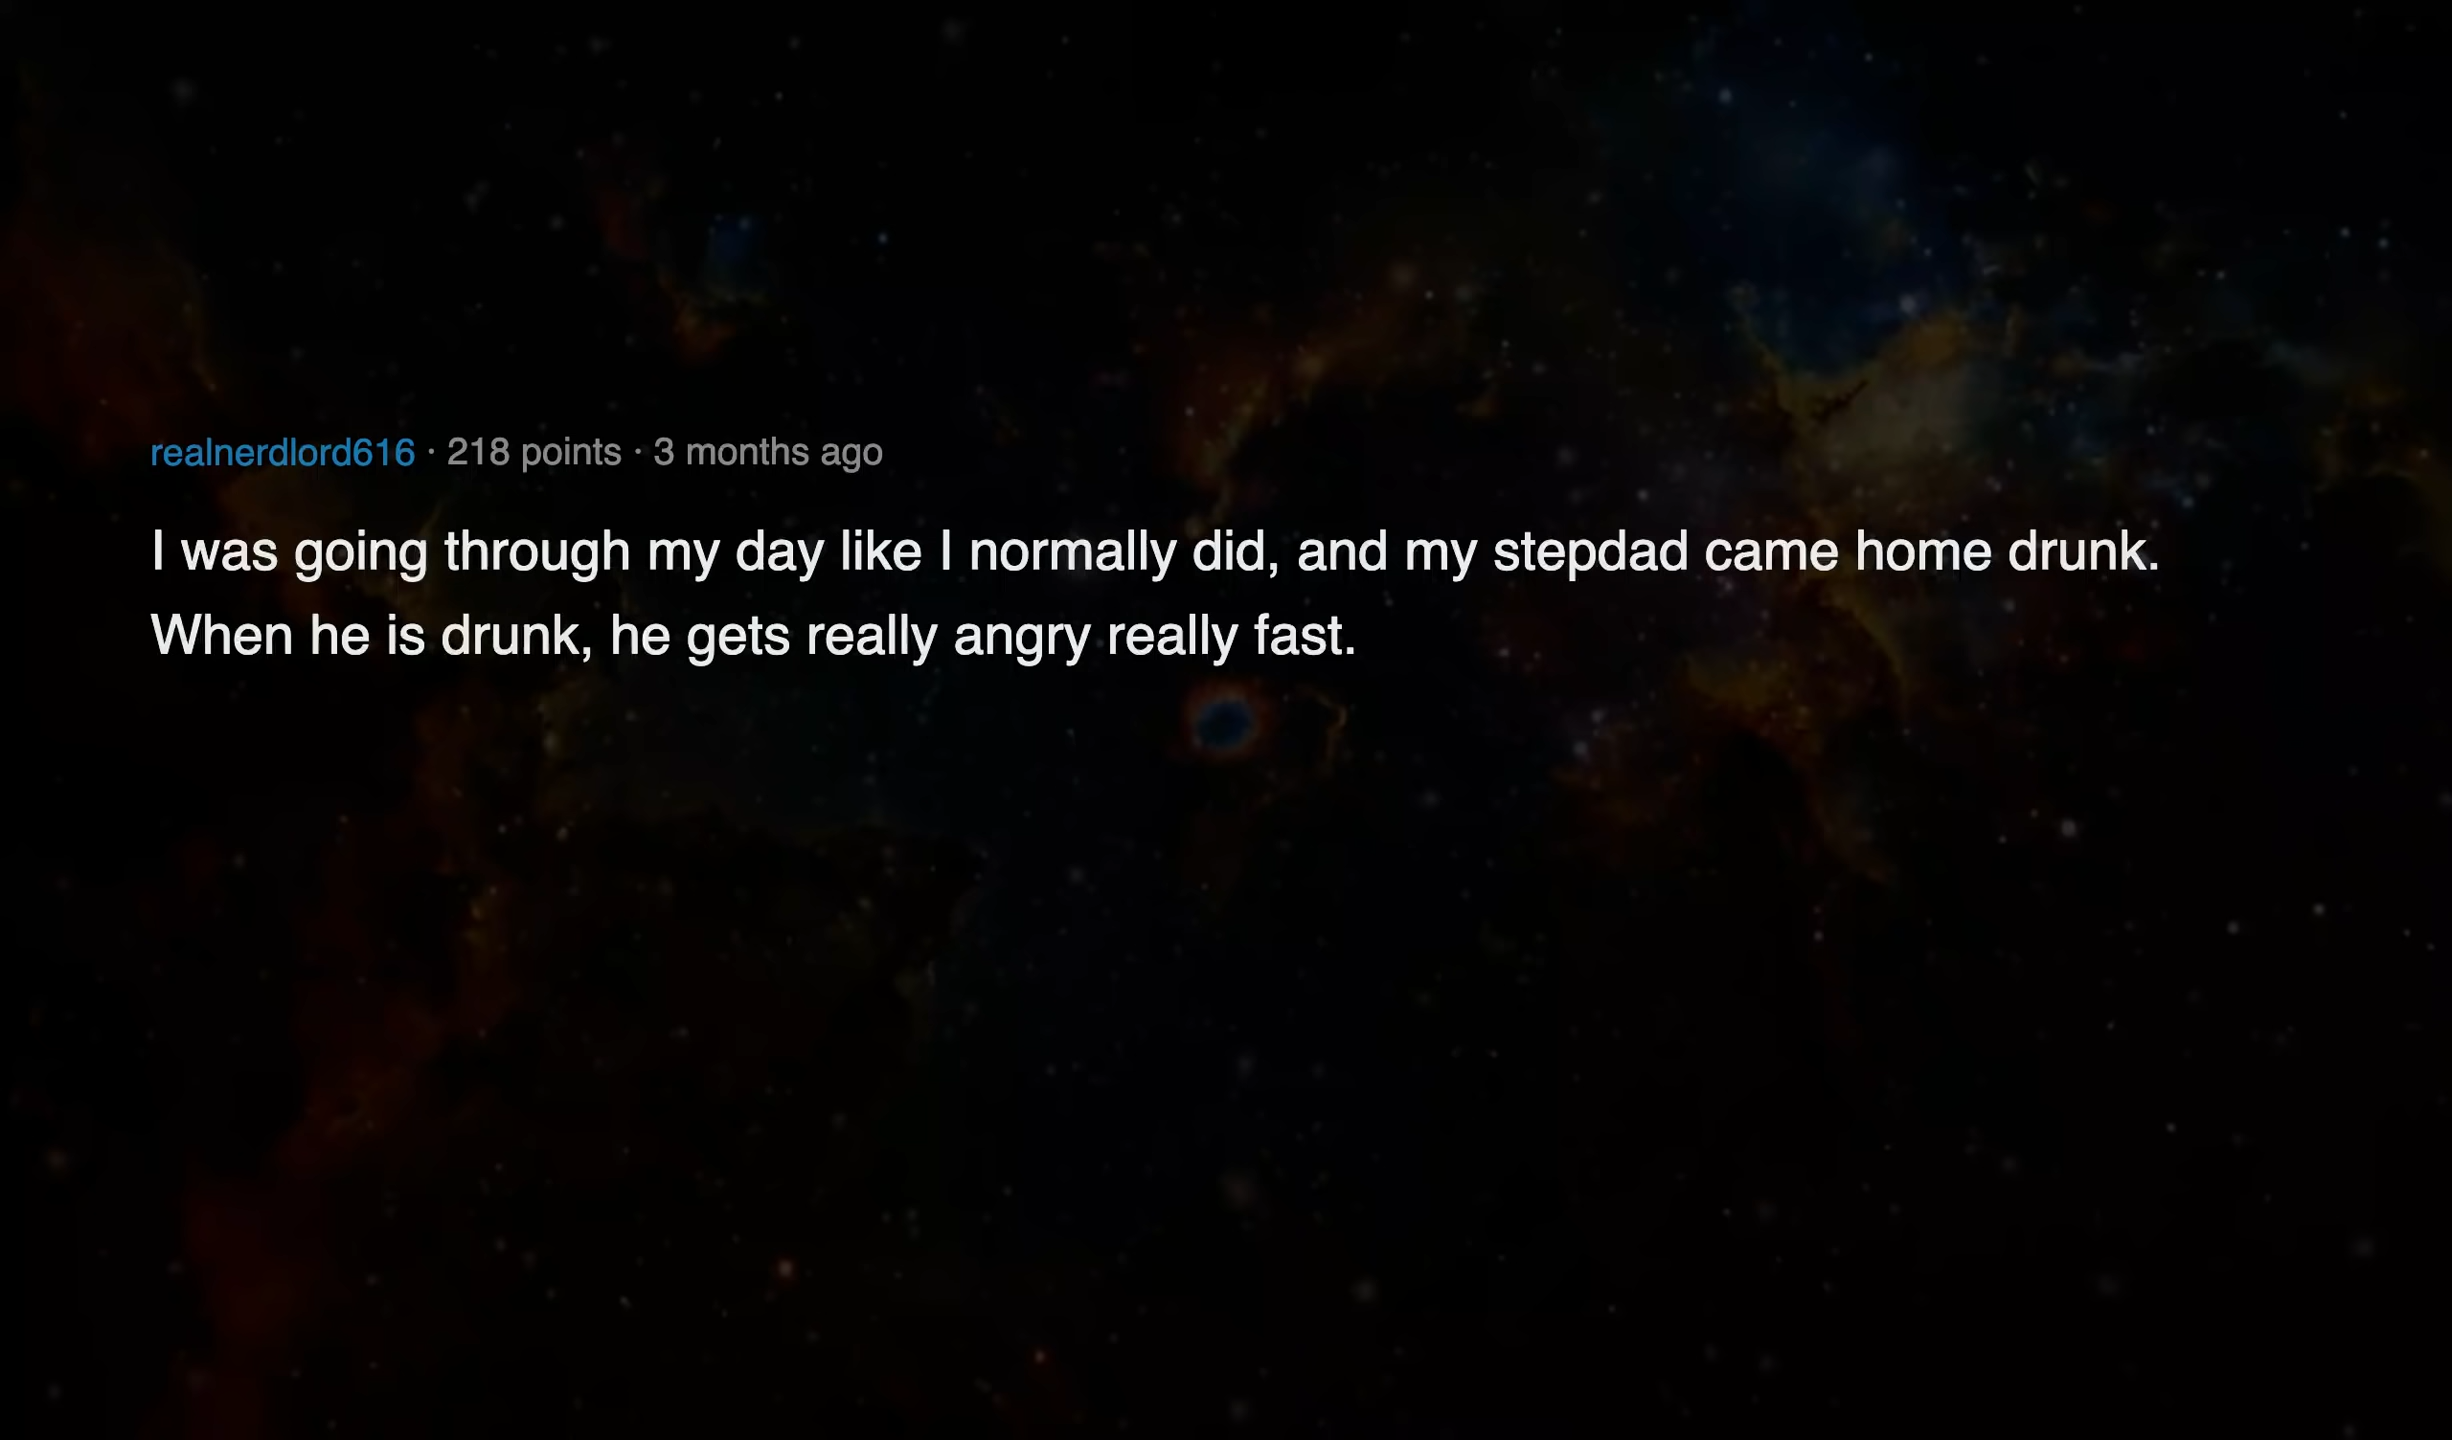 realnerdlord616 · 218 points · 3 months ago
I was going through my day like I normally did, and my stepdad came home drunk.
When he is drunk, he gets really angry really fast.